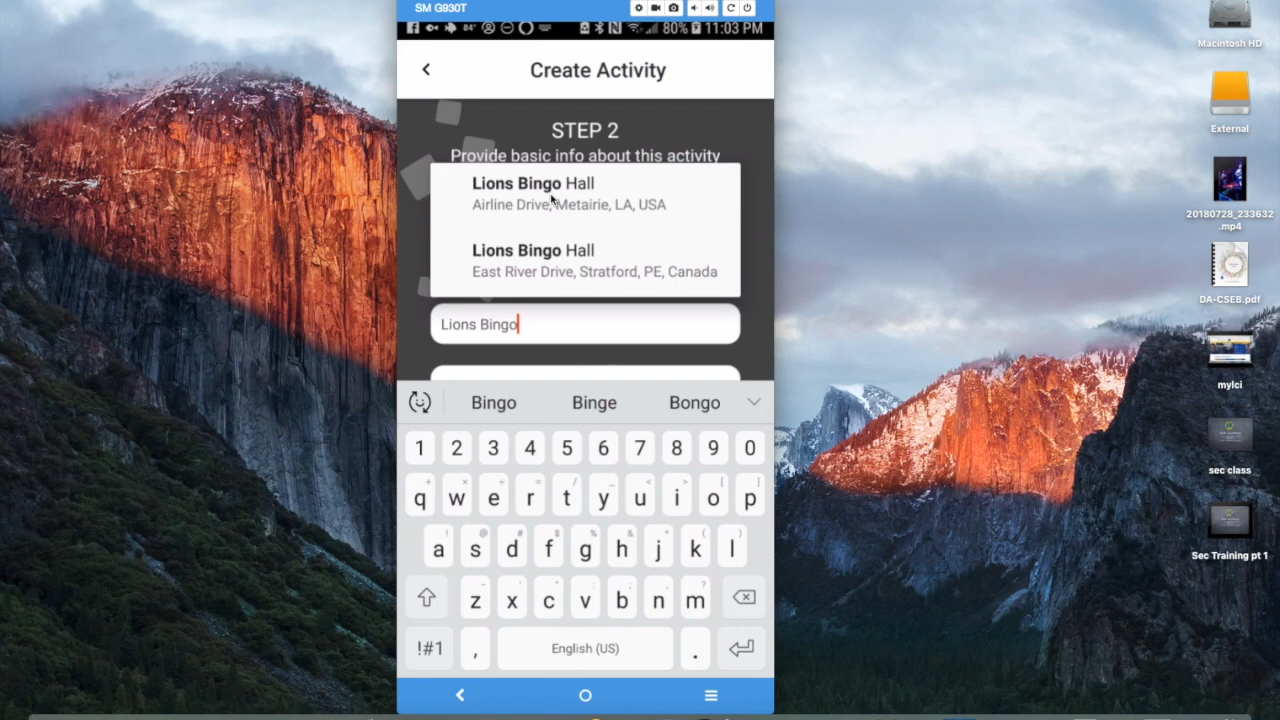 SM G930T
84° 80% 11:03 PM
Create Activity
STEP 2
Provide basic info about this activity
Lions Bingo Hall
Airline Drive, Metairie, LA, USA
Lions Bingo Hall
East River Drive, Stratford, PE, Canada
Lions Bingo
Bingo Binge Bongo
1 2 3 4 5 6 7 8 9 0
q w e r t y u i o p
a s d f g h j k l
z x c v b n m
!#1 , English (US) .
Macintosh HD
External
20180728_233632
.mp4
DA-CSEB.pdf
mylci
sec class
Sec Training pt 1